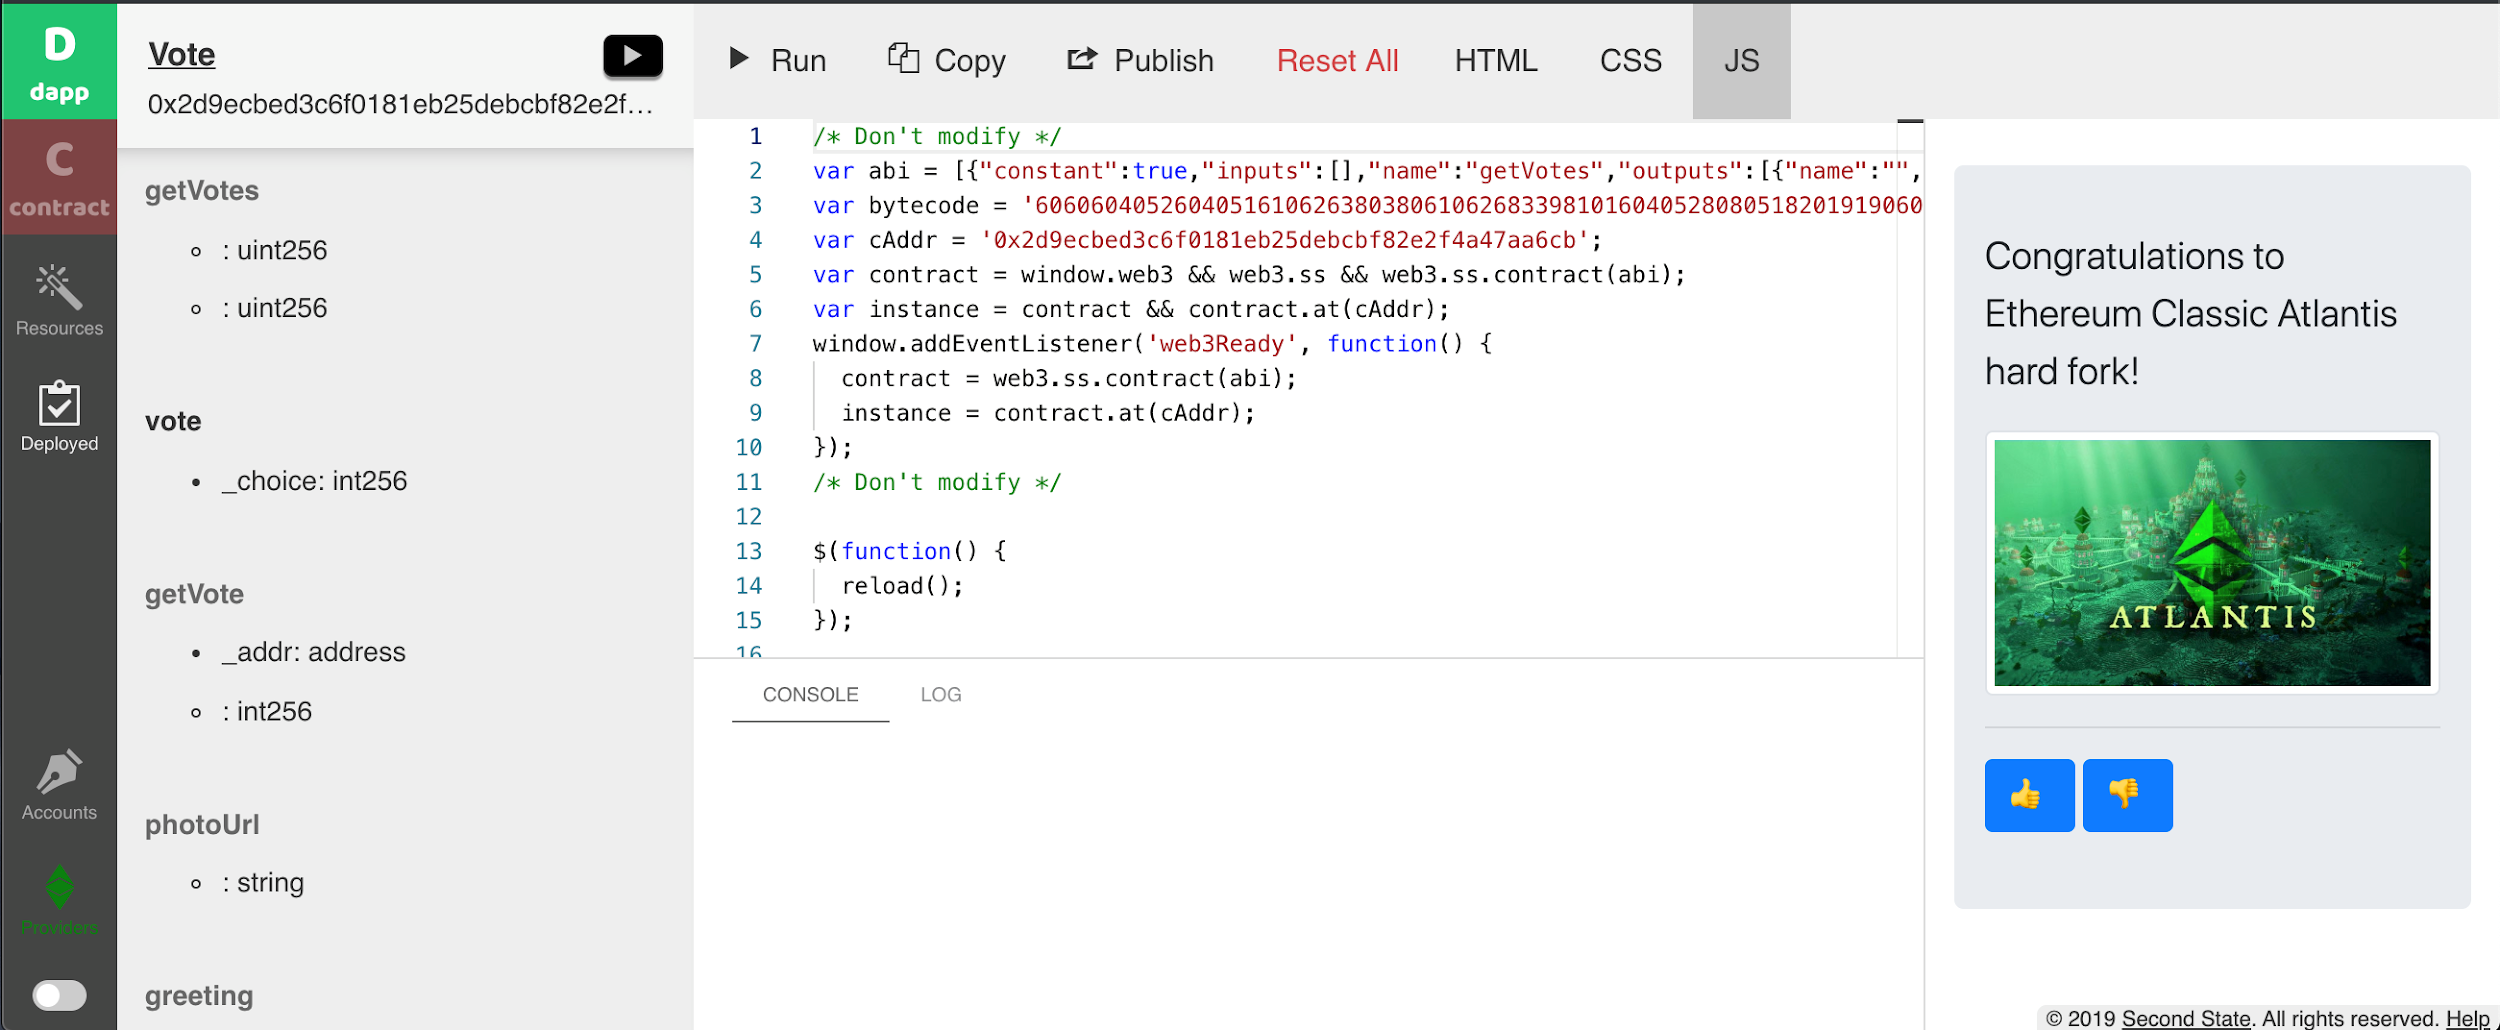 D
dapp
C
contract
Resources
Deployed
Accounts
Providers
Vote
0x2d9ecbed3c6f0181eb25debcbf82e2f...
getVotes
: uint256
: uint256
vote
_choice: int256
getVote
_addr: address
: int256
photoUrl
: string
greeting
Run Copy Publish Reset All HTML CSS JS
1 /* Don't modify */
2 var abi = [{"constant":true,"inputs":[],"name":"getVotes","outputs":[{"name":"",
3 var bytecode = '606060405260405161062638038061062683398101604052808051820191906​0
4 var cAddr = '0x2d9ecbed3c6f0181eb25debcbf82e2f4a47aa6cb';
5 var contract = window.web3 && web3.ss && web3.ss.contract(abi);
6 var instance = contract && contract.at(cAddr);
7 window.addEventListener('web3Ready', function() {
8 contract = web3.ss.contract(abi);
9 instance = contract.at(cAddr);
10 });
11 /* Don't modify */
12
13 $(function() {
14 reload();
15 });
16
CONSOLE LOG
Congratulations to
Ethereum Classic Atlantis
hard fork!
ATLANTIS
© 2019 Second State. All rights reserved. Help